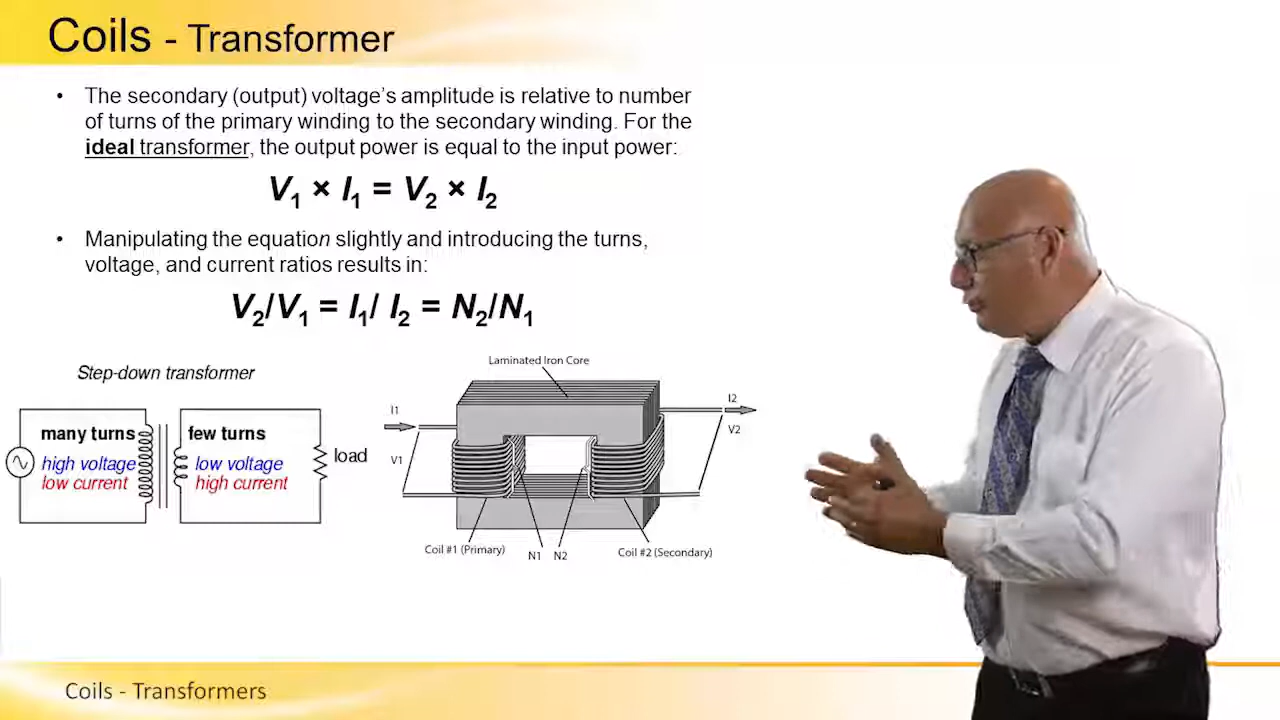 Coils - Transformer
• The secondary (output) voltage's amplitude is relative to number
of turns of the primary winding to the secondary winding. For the
ideal transformer, the output power is equal to the input power:
V₁ × I₁ = V₂ × I₂
• Manipulating the equation slightly and introducing the turns,
voltage, and current ratios results in:
V₂/V₁ = I₁/ I₂ = N₂/N₁
Step-down transformer
many turns
high voltage
low current
few turns
low voltage
high current
load
Laminated Iron Core
I1
V1
I2
V2
Coil #1 (Primary)
N1
N2
Coil #2 (Secondary)
Coils - Transformers